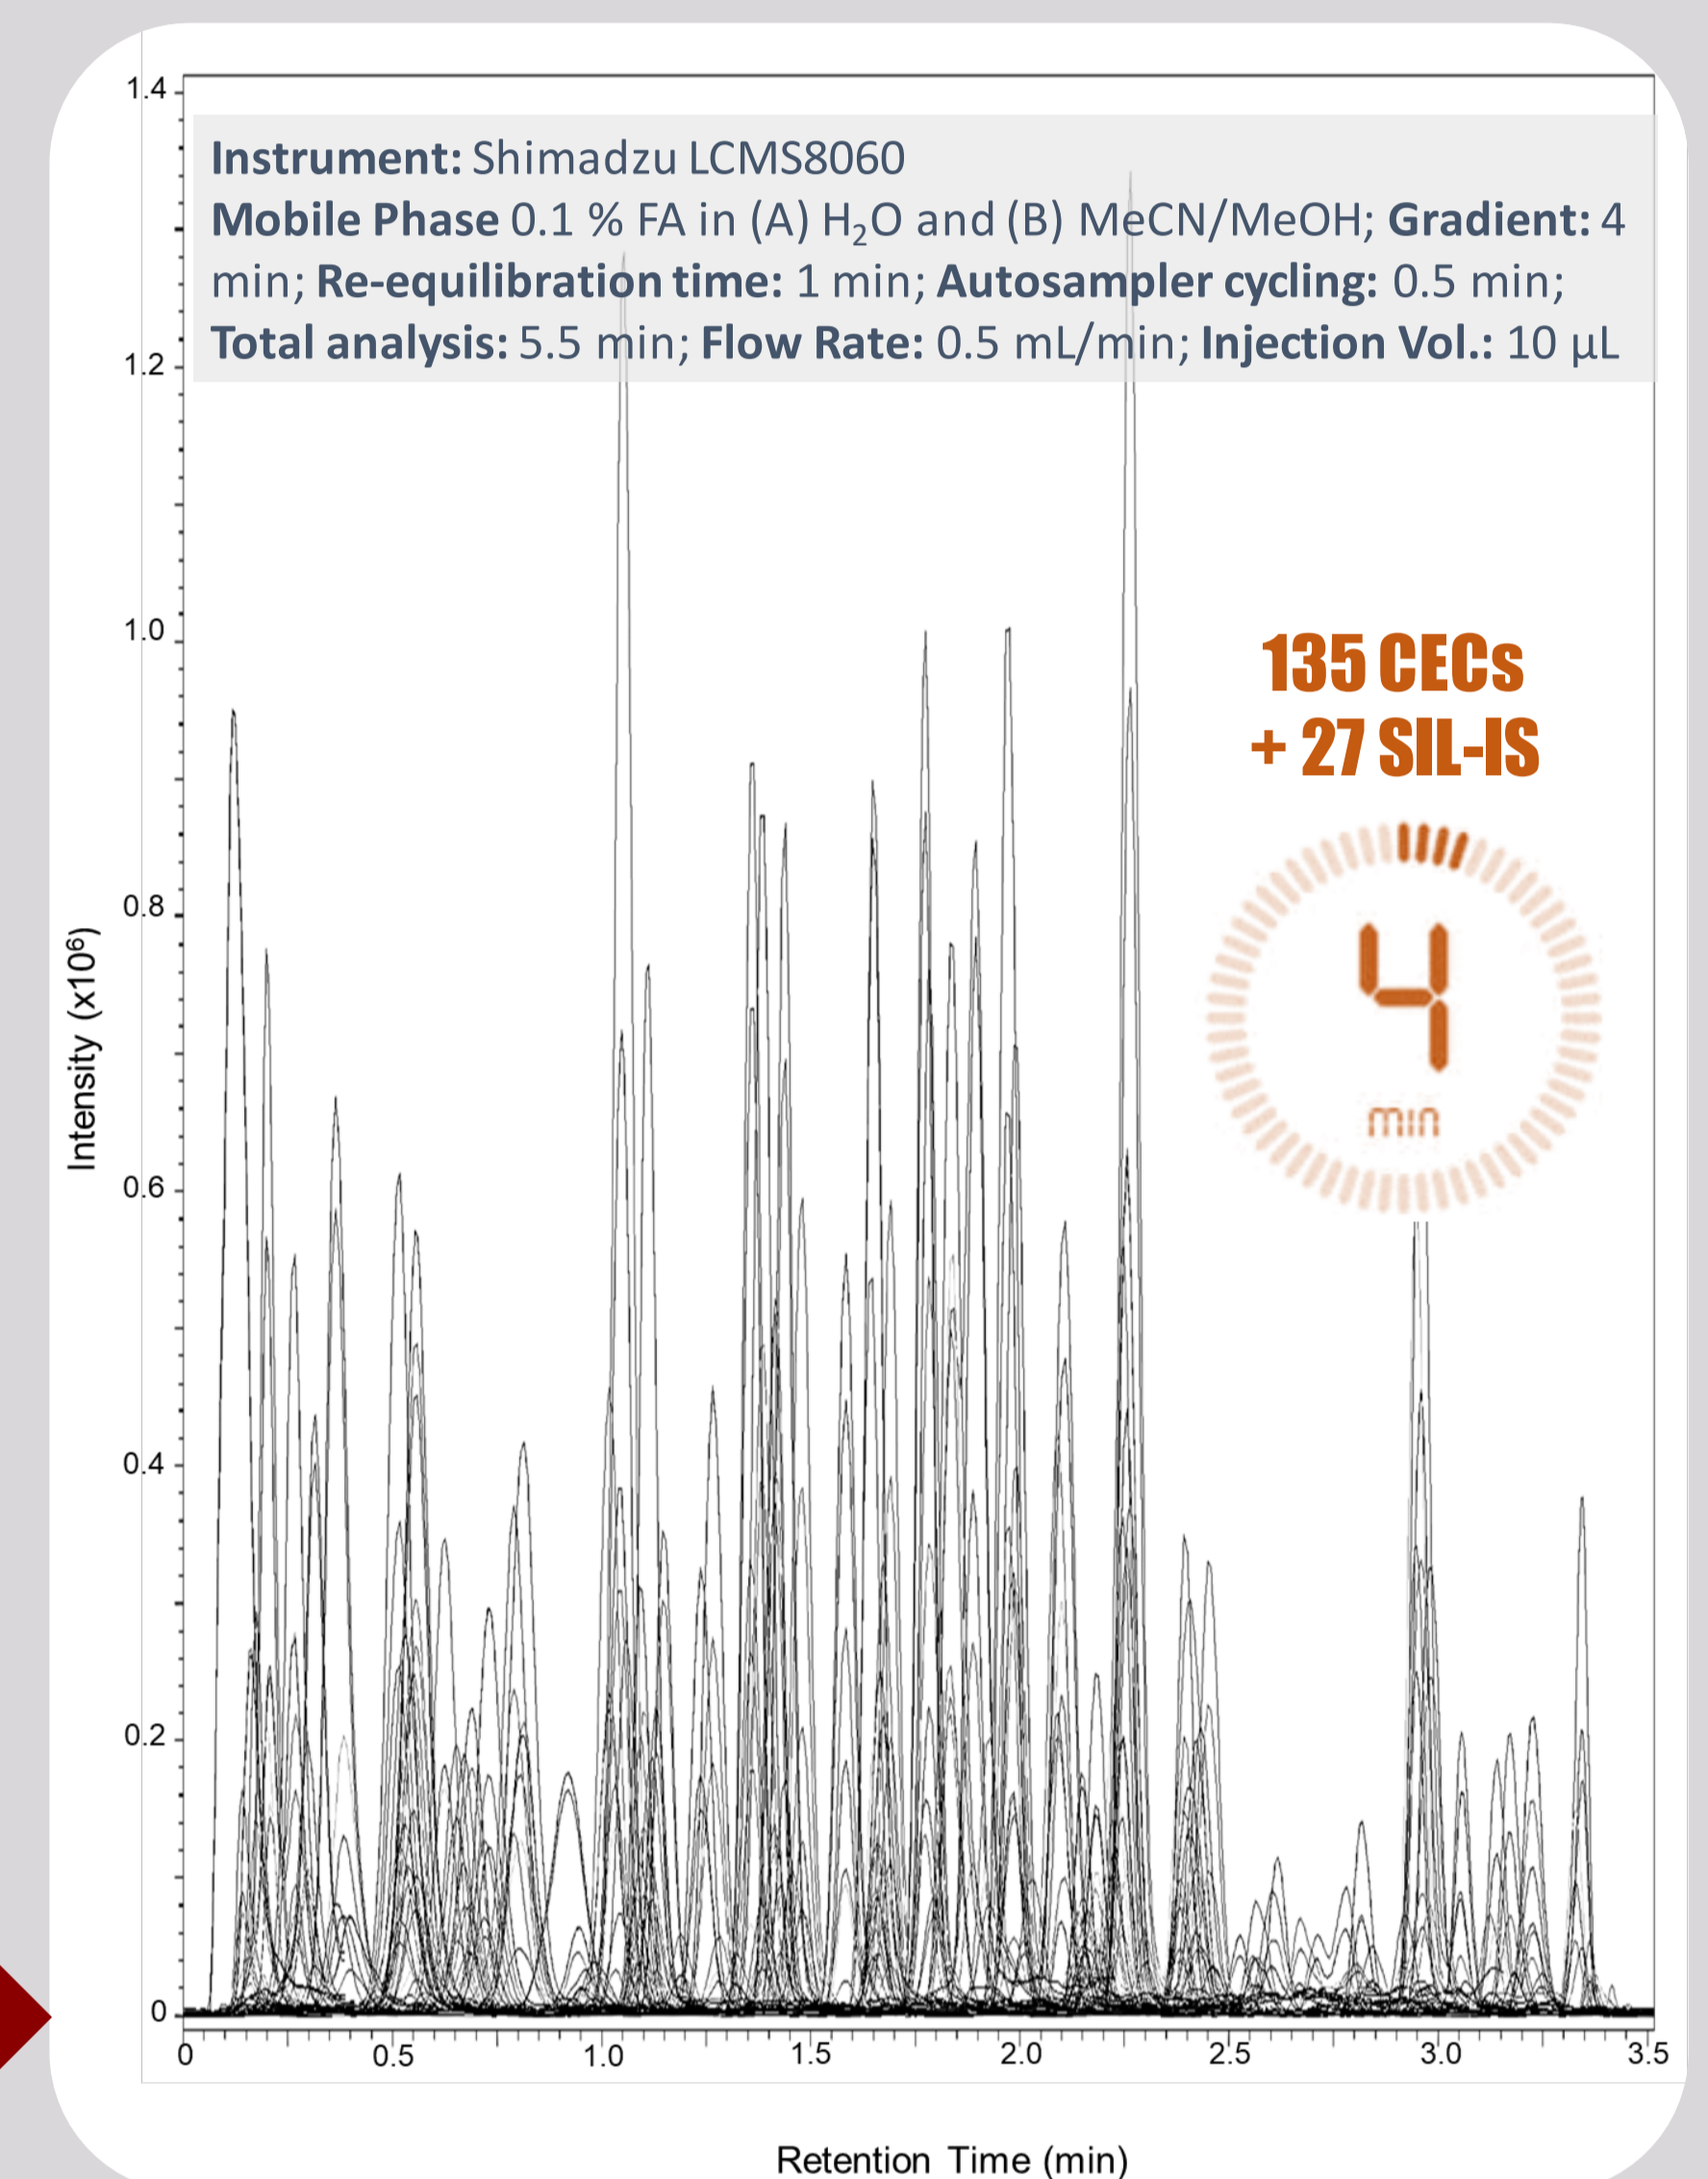 1.4
Instrument: Shimadzu LCMS8060
Mobile Phase 0.1 % FA in (A) H₂O and (B) MeCN/MeOH; Gradient: 4
min; Re-equilibration time: 1 min; Autosampler cycling: 0.5 min;
Total analysis: 5.5 min; Flow Rate: 0.5 mL/min; Injection Vol.: 10 µL
1.2
1.0
135 CECs
+ 27 SIL-IS
0.8
4
min
Intensity (x10⁶)
0.6
0.4
0.2
0
0 0.5 1.0 1.5 2.0 2.5 3.0 3.5
Retention Time (min)